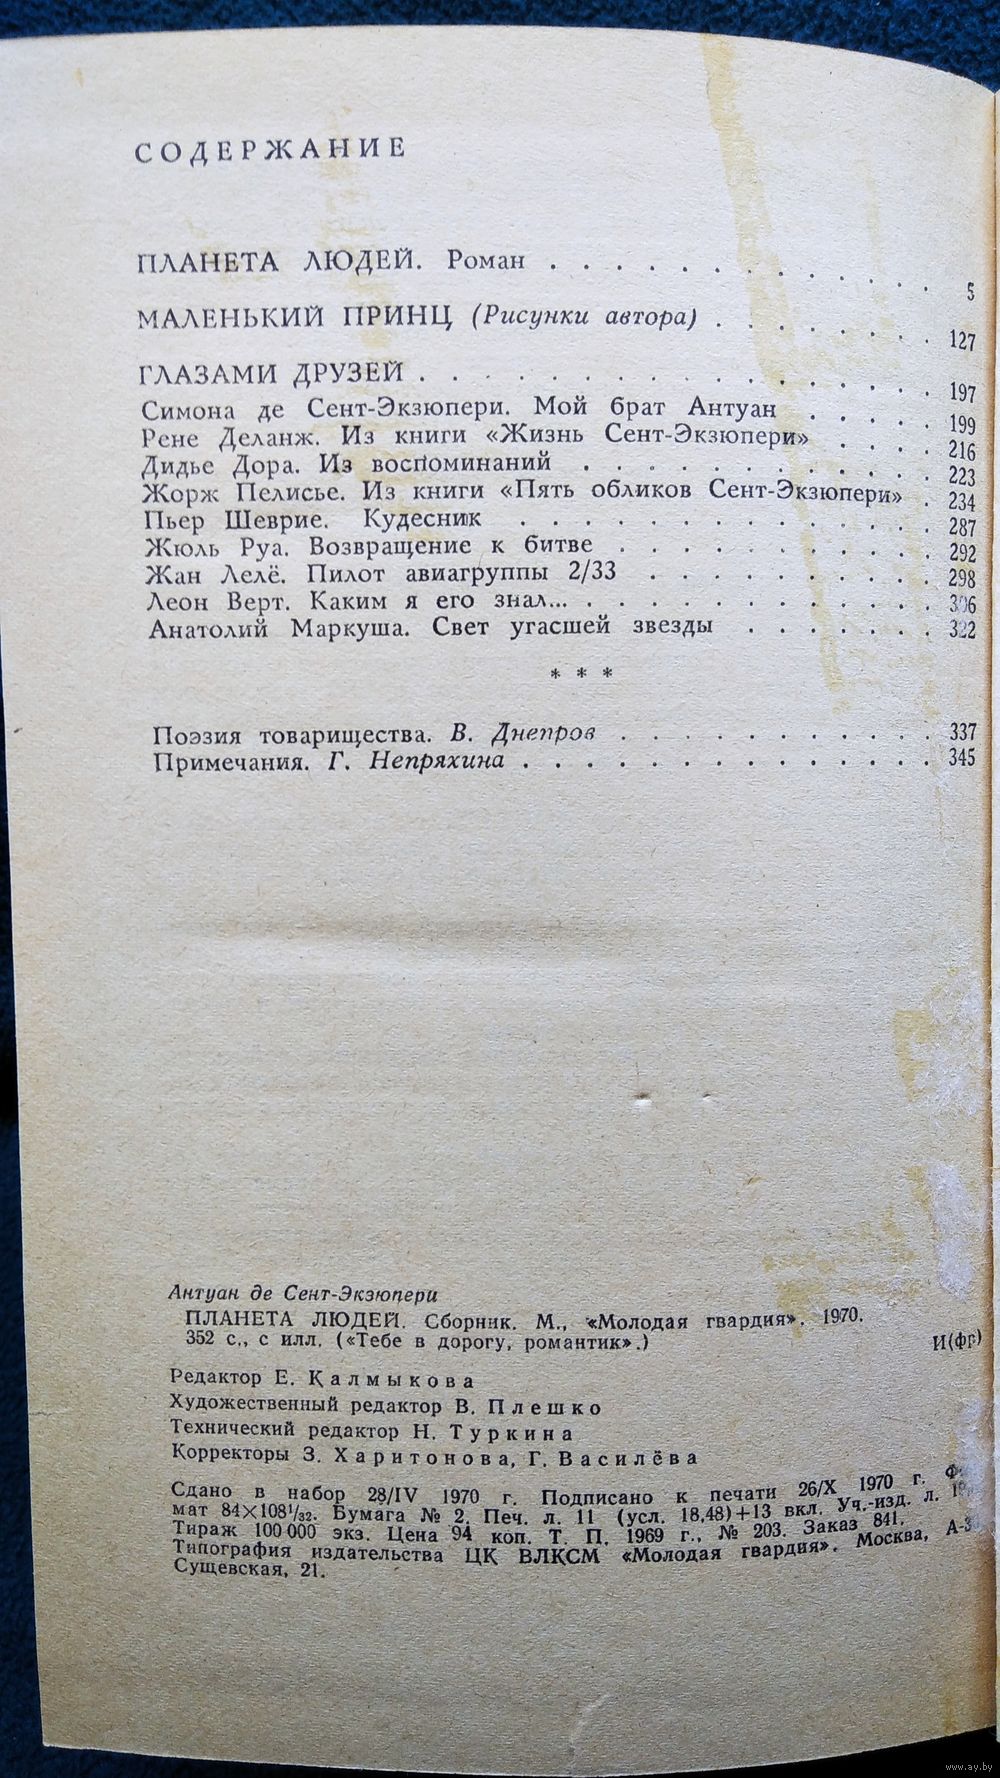 СОДЕРЖАНИЕ
ПЛАНЕТА ЛЮДЕЙ. Роман . . . . . . . . . . . . 5
МАЛЕНЬКИЙ ПРИНЦ (Рисунки автора) . . . . . . . 127
ГЛАЗАМИ ДРУЗЕЙ . . . . . . . . . . . . . . . . 197
Симона де Сент-Экзюпери. Мой брат Антуан . . . . 199
Рене Деланж. Из книги «Жизнь Сент-Экзюпери» . . . 216
Дидье Дора. Из воспоминаний . . . . . . . . . . . 223
Жорж Пелисье. Из книги «Пять обликов Сент-Экзюпери» . 234
Пьер Шеврие. Кудесник . . . . . . . . . . . . . 287
Жюль Руа. Возвращение к битве . . . . . . . . . . 292
Жан Лелё. Пилот авиагруппы 2/33 . . . . . . . . . 298
Леон Верт. Каким я его знал... . . . . . . . . . . . 306
Анатолий Маркуша. Свет угасшей звезды . . . . . . 322
* * *
Поэзия товарищества. В. Днепров . . . . . . . . . . 337
Примечания. Г. Непряхина . . . . . . . . . . . . . 345
Антуан де Сент-Экзюпери
ПЛАНЕТА ЛЮДЕЙ. Сборник. М., «Молодая гвардия». 1970.
352 с., с илл. («Тебе в дорогу, романтик».)
И(фр)
Редактор Е. Калмыкова
Художественный редактор В. Плешко
Технический редактор Н. Туркина
Корректоры З. Харитонова, Г. Василёва
Сдано в набор 28/IV 1970 г. Подписано к печати 26/X 1970 г.
мат 84×108 1/32. Бумага № 2. Печ. л. 11 (усл. 18,48)+13 вкл. Уч.-изд. л.
Тираж 100 000 экз. Цена 94 коп. Т. П. 1969 г., № 203. Заказ 841.
Типография издательства ЦК ВЛКСМ «Молодая гвардия». Москва, А-3
Сущевская, 21.
www.ay.by